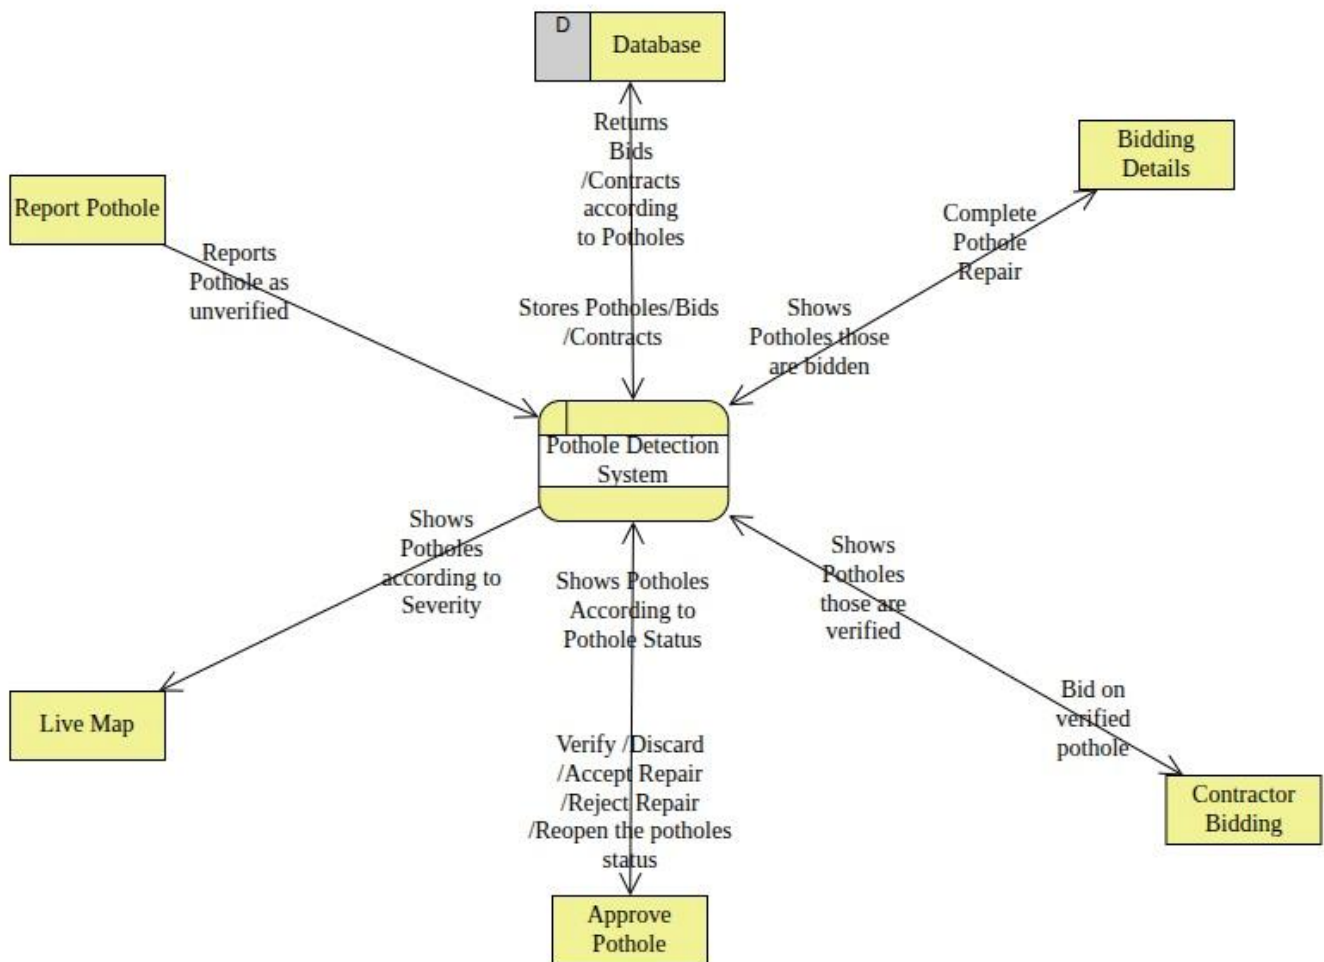 D
Database
Returns
Bids
/Contracts
according
to Potholes
Bidding
Details
Report Pothole
Complete
Pothole
Repair
Reports
Pothole as
unverified
Stores Potholes/Bids
/Contracts
Shows
Potholes those
are bidden
Pothole Detection
System
Shows
Potholes
according to
Severity
Shows Potholes
According to
Pothole Status
Shows
Potholes
those are
verified
Live Map
Verify /Discard
/Accept Repair
/Reject Repair
/Reopen the potholes
status
Bid on
verified
pothole
Contractor
Bidding
Approve
Pothole